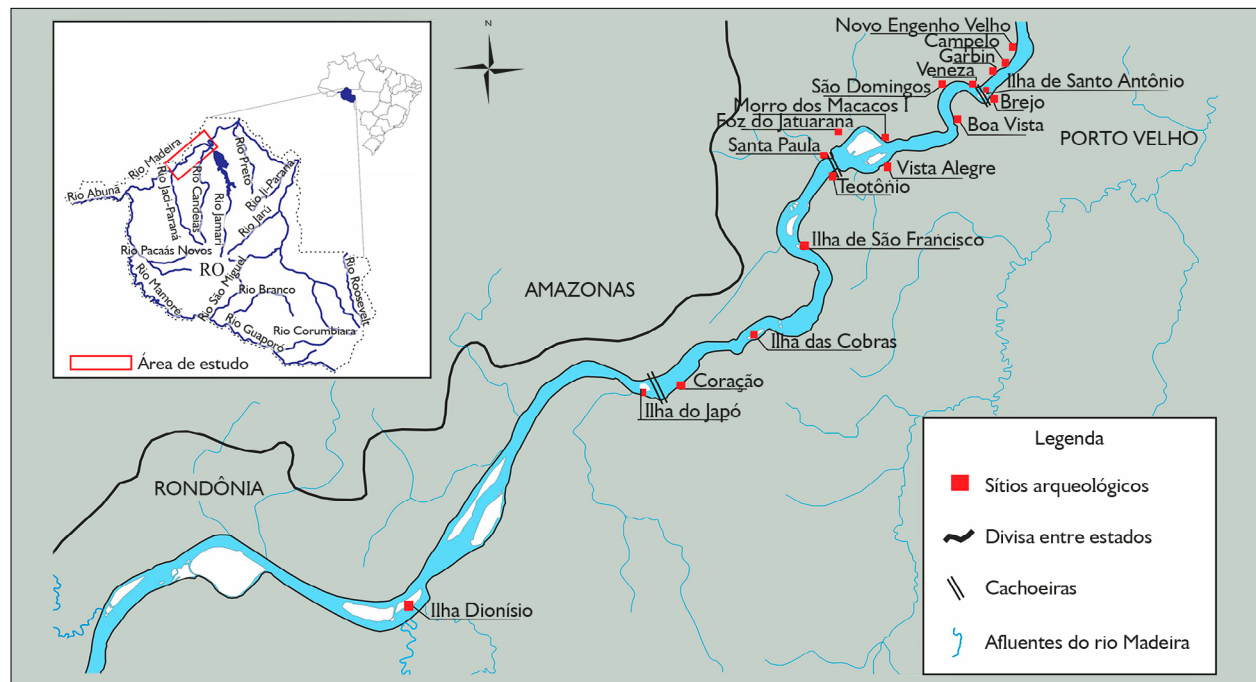 N
Novo Engenho Velho
Campelo
Garbin
Veneza
Ilha de Santo Antônio
São Domingos
Brejo
Morro dos Macacos I
Boa Vista
Foz do Jatuarana
PORTO VELHO
Santa Paula
Vista Alegre
Teotônio
Ilha de São Francisco
AMAZONAS
Ilha das Cobras
Coração
Ilha do Japó
RONDÔNIA
Ilha Dionísio
Rio Madeira
Rio Abunã
Rio Jaci-Paraná
Rio Candeias
Rio Jamari
Rio Preto
Rio Ji-Paraná
Rio Jarú
Rio Pacaás Novos
RO
Rio Mamoré
Rio São Miguel
Rio Branco
Rio Roosevelt
Rio Guaporó
Rio Corumbiara
Área de estudo
Legenda
Sítios arqueológicos
Divisa entre estados
Cachoeiras
Afluentes do rio Madeira